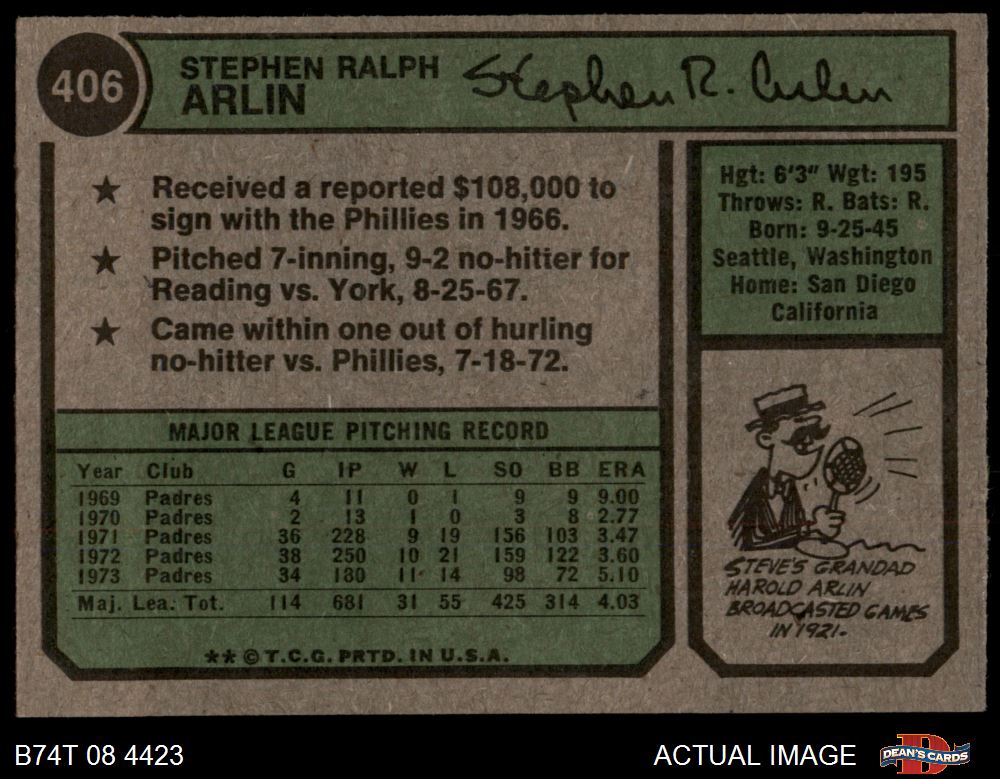 406
STEPHEN RALPH
ARLIN
Stephen R. Arlin
★ Received a reported $108,000 to
sign with the Phillies in 1966.
★ Pitched 7-inning, 9-2 no-hitter for
Reading vs. York, 8-25-67.
★ Came within one out of hurling
no-hitter vs. Phillies, 7-18-72.
Hgt: 6'3" Wgt: 195
Throws: R. Bats: R.
Born: 9-25-45
Seattle, Washington
Home: San Diego
California
MAJOR LEAGUE PITCHING RECORD
Year Club G IP W L SO BB ERA
1969 Padres 4 11 0 1 9 9 9.00
1970 Padres 2 13 1 0 3 8 2.77
1971 Padres 36 228 9 19 156 103 3.47
1972 Padres 38 250 10 21 159 122 3.60
1973 Padres 34 180 11 14 98 72 5.10
Maj. Lea. Tot. 114 681 31 55 425 314 4.03
** © T.C.G. PRTD. IN U.S.A.
STEVE'S GRANDAD
HAROLD ARLIN
BROADCASTED GAMES
IN 1921.
B74T 08 4423
ACTUAL IMAGE
D
DEAN'S CARDS